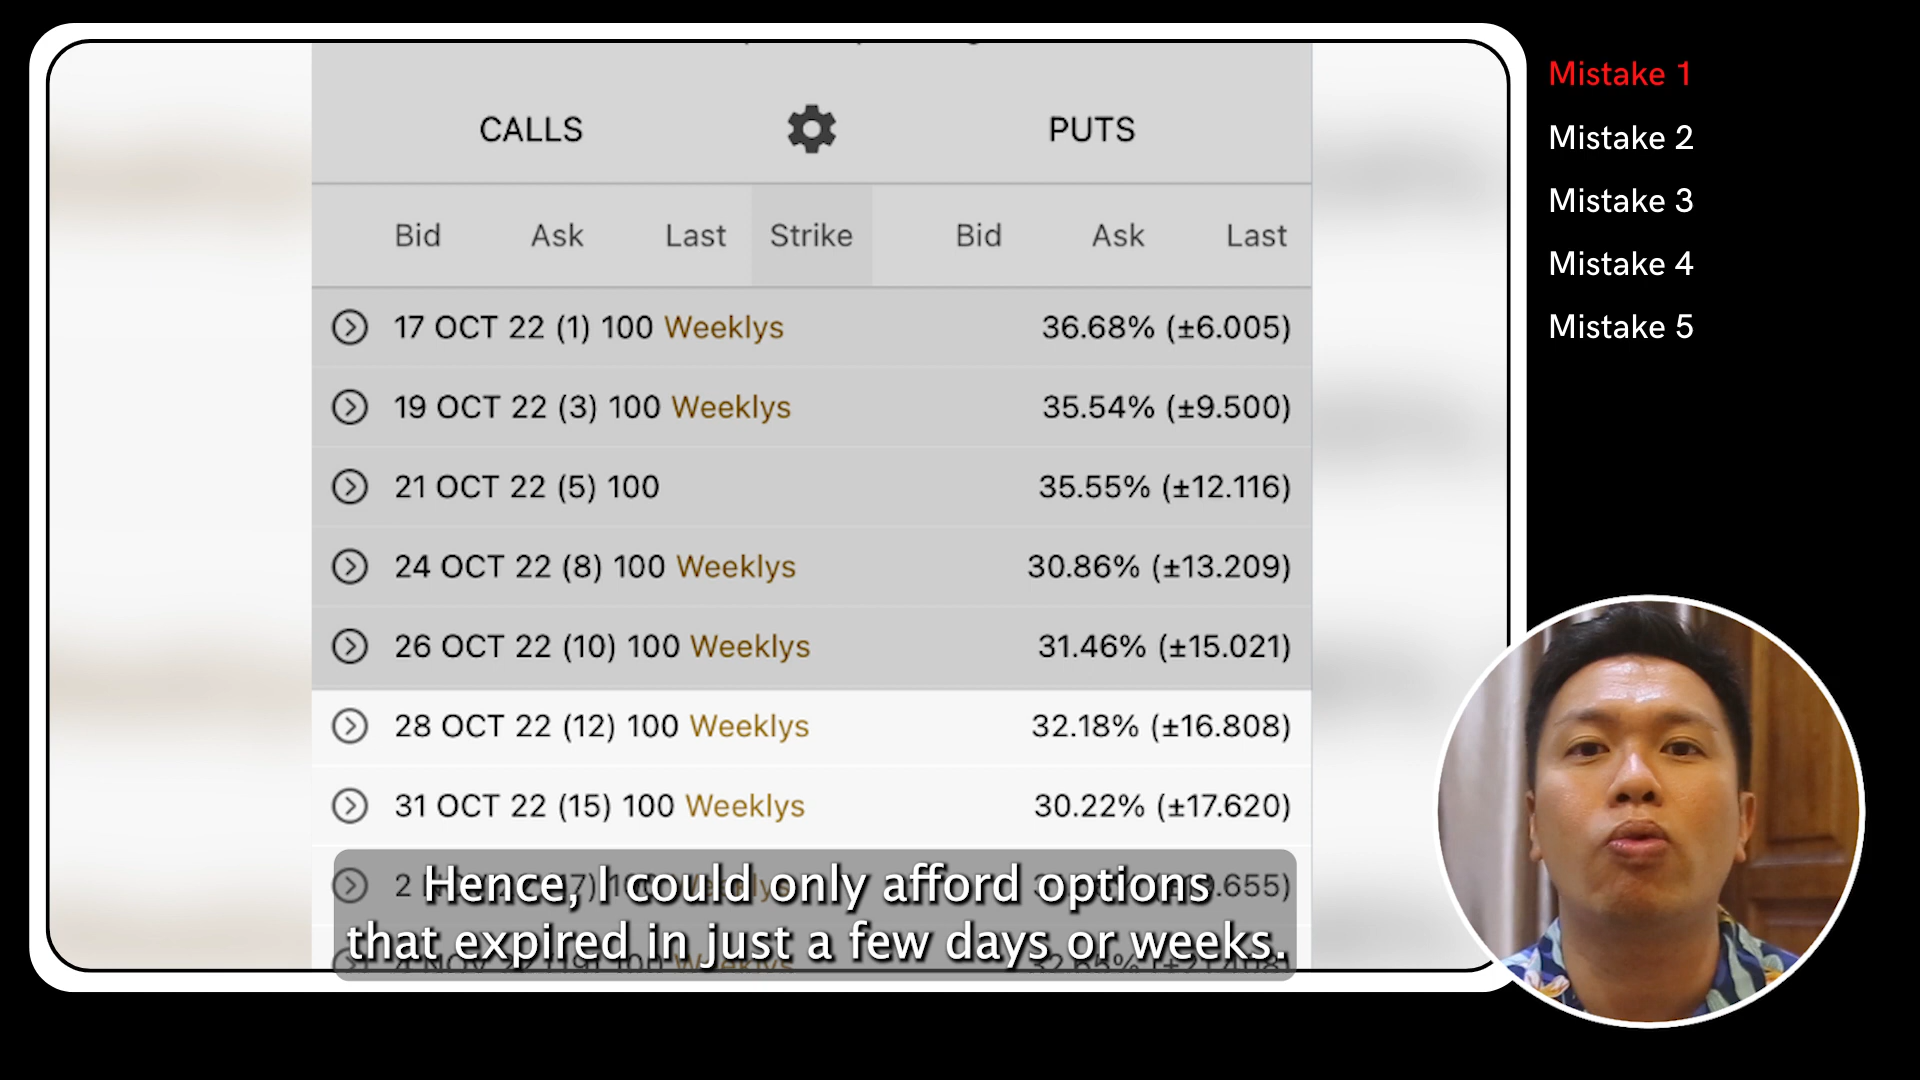 CALLS PUTS
Bid Ask Last Strike Bid Ask Last
17 OCT 22 (1) 100 Weeklys 36.68% (±6.005)
19 OCT 22 (3) 100 Weeklys 35.54% (±9.500)
21 OCT 22 (5) 100 35.55% (±12.116)
24 OCT 22 (8) 100 Weeklys 30.86% (±13.209)
26 OCT 22 (10) 100 Weeklys 31.46% (±15.021)
28 OCT 22 (12) 100 Weeklys 32.18% (±16.808)
31 OCT 22 (15) 100 Weeklys 30.22% (±17.620)
Hence, I could only afford options
that expired in just a few days or weeks.
Mistake 1
Mistake 2
Mistake 3
Mistake 4
Mistake 5